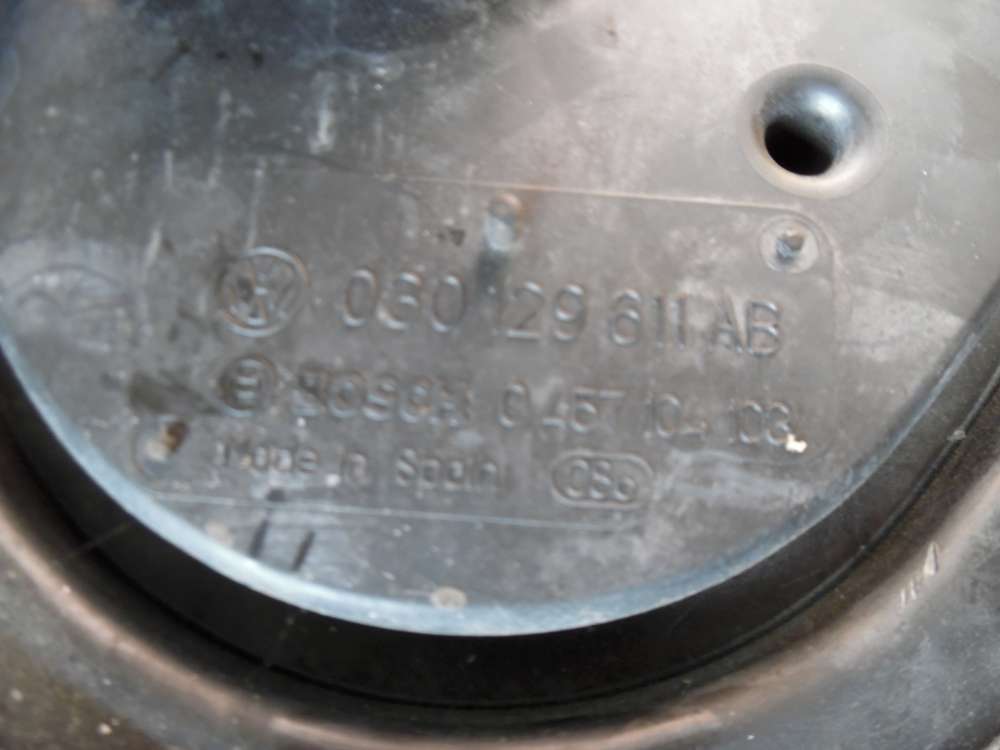 030 129 611 AB
BOSCH 0 457 104 103
Made in Spain